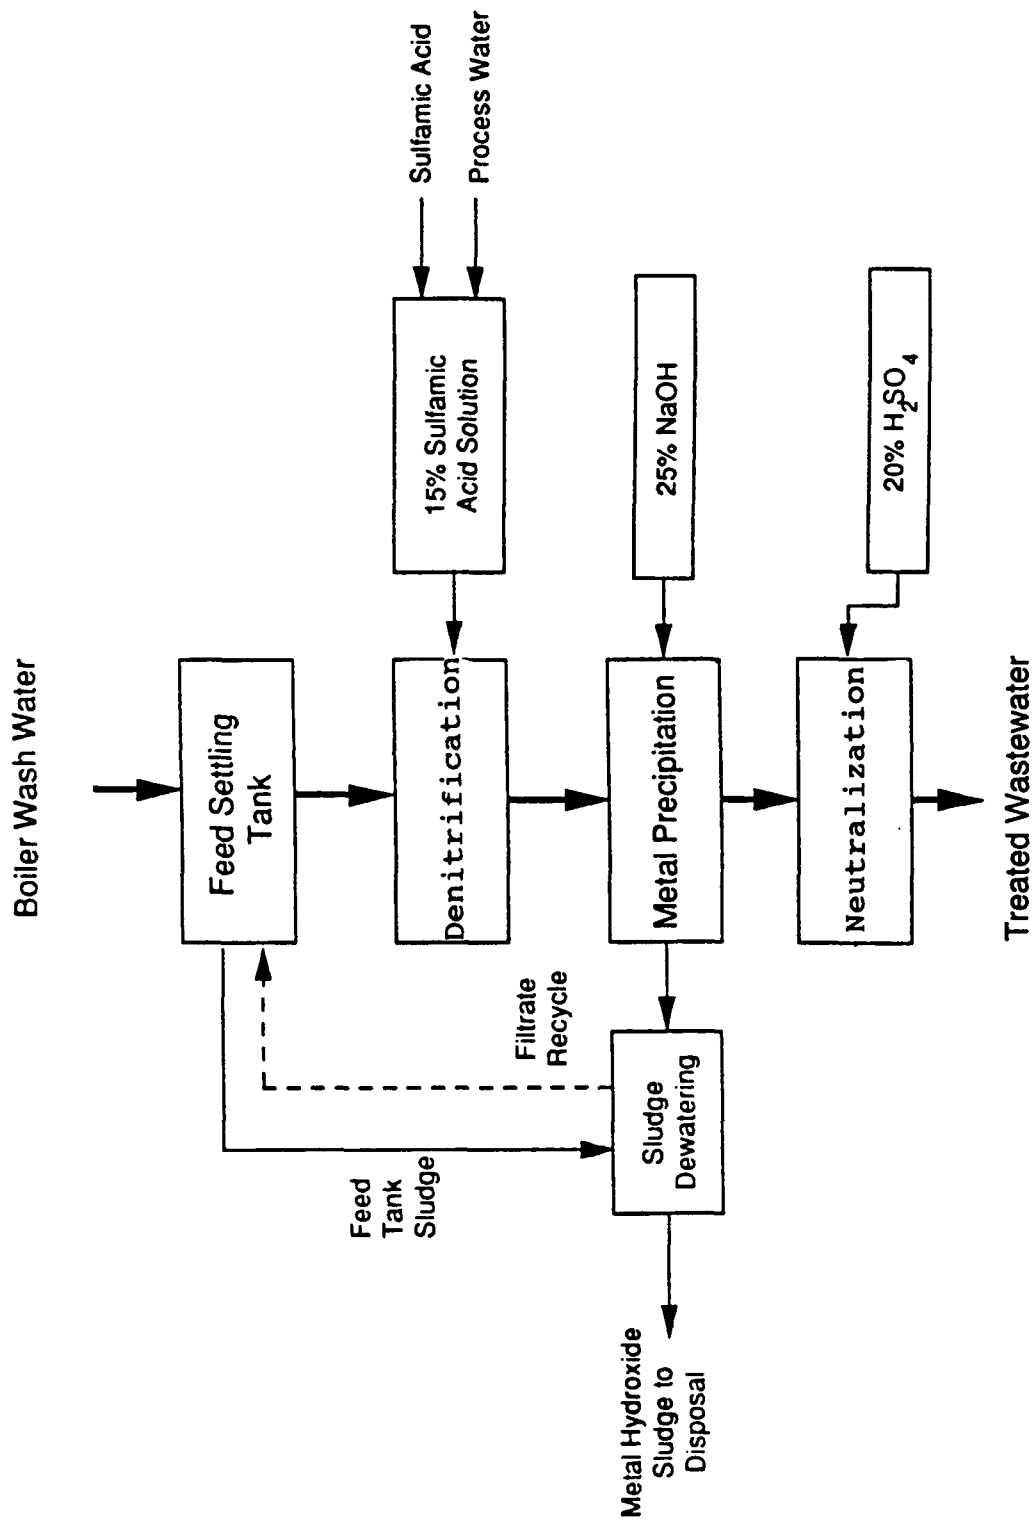 Boiler Wash Water
Feed Settling
Tank
Sulfamic Acid
Process Water
15% Sulfamic
Acid Solution
Denitrification
25% NaOH
Metal Precipitation
20% H2SO4
Neutralization
Treated Wastewater
Filtrate
Recycle
Feed
Tank
Sludge
Sludge
Dewatering
Metal Hydroxide
Sludge to
Disposal